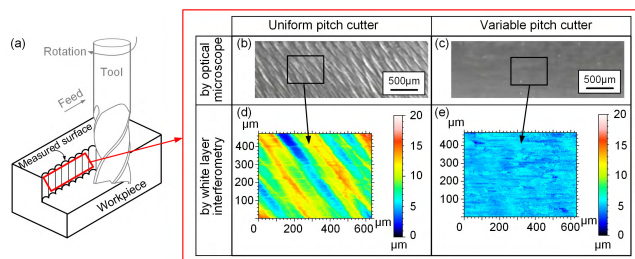 Uniform pitch cutter
Variable pitch cutter
(a)
Rotation
Tool
Feed
Measured surface
Workpiece
by optical
microscope
(b)
500μm
(c)
500μm
by white layer
interferometry
(d)
μm
400
300
200
100
0
0 200 400 600
μm
20
15
10
5
0
μm
(e)
μm
400
300
200
100
0
0 200 400 600
μm
20
15
10
5
0
μm